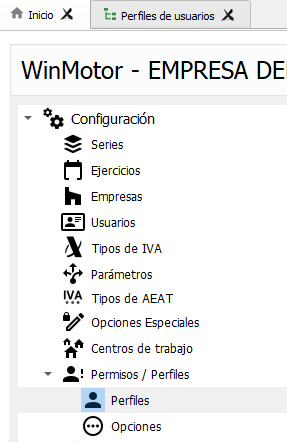 Inicio
Perfiles de usuarios
WinMotor - EMPRESA DE
Configuración
Series
Ejercicios
Empresas
Usuarios
Tipos de IVA
Parámetros
IVA Tipos de AEAT
Opciones Especiales
Centros de trabajo
Permisos / Perfiles
Perfiles
Opciones